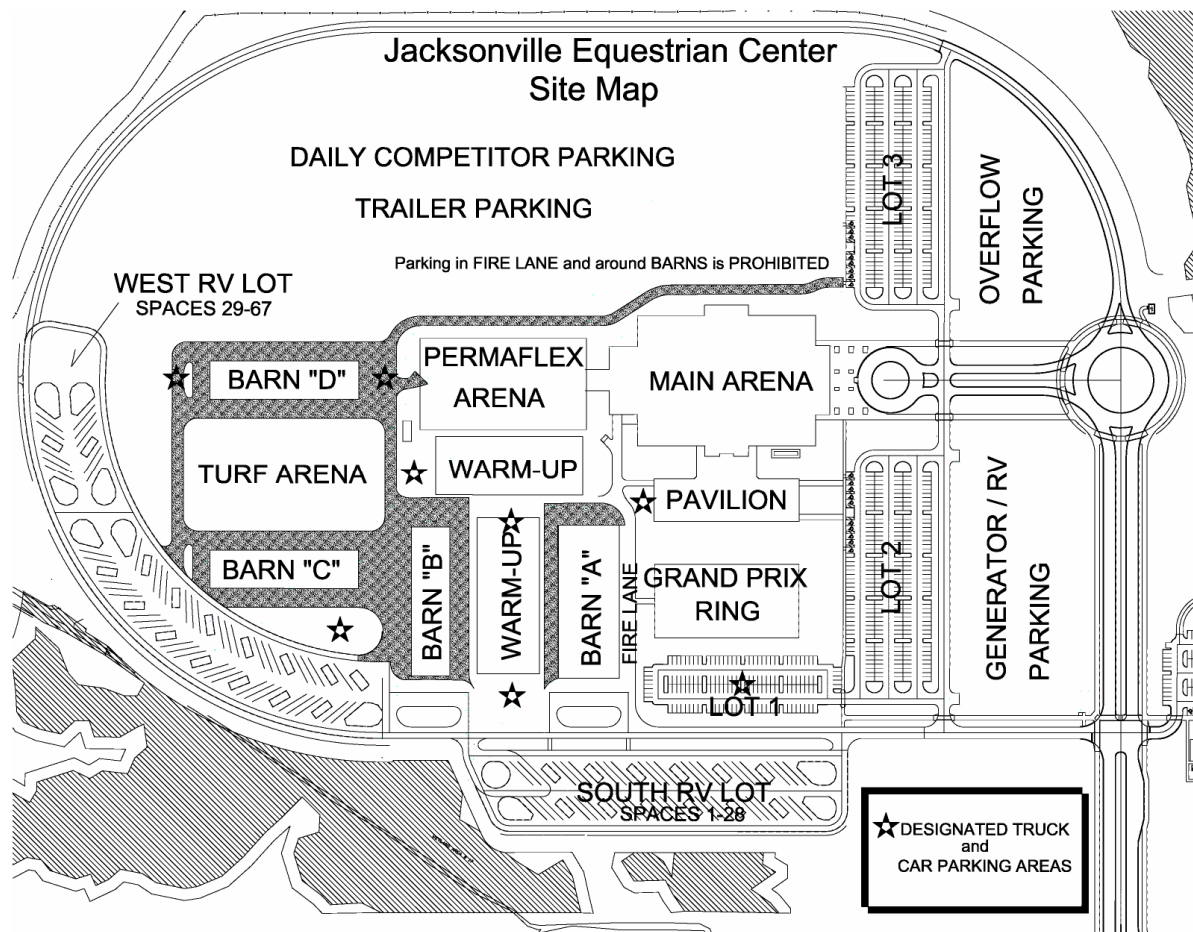 Jacksonville Equestrian Center
Site Map
DAILY COMPETITOR PARKING
TRAILER PARKING
Parking in FIRE LANE and around BARNS is PROHIBITED
LOT 3
OVERFLOW
PARKING
WEST RV LOT
SPACES 29-67
BARN "D"
PERMAFLEX
ARENA
MAIN ARENA
TURF ARENA
WARM-UP
PAVILION
BARN "C"
BARN "B"
WARM-UP
BARN "A"
FIRE LANE
GRAND PRIX
RING
LOT 2
GENERATOR / RV
PARKING
LOT 1
SOUTH RV LOT
SPACES 1-28
DESIGNATED TRUCK
and
CAR PARKING AREAS